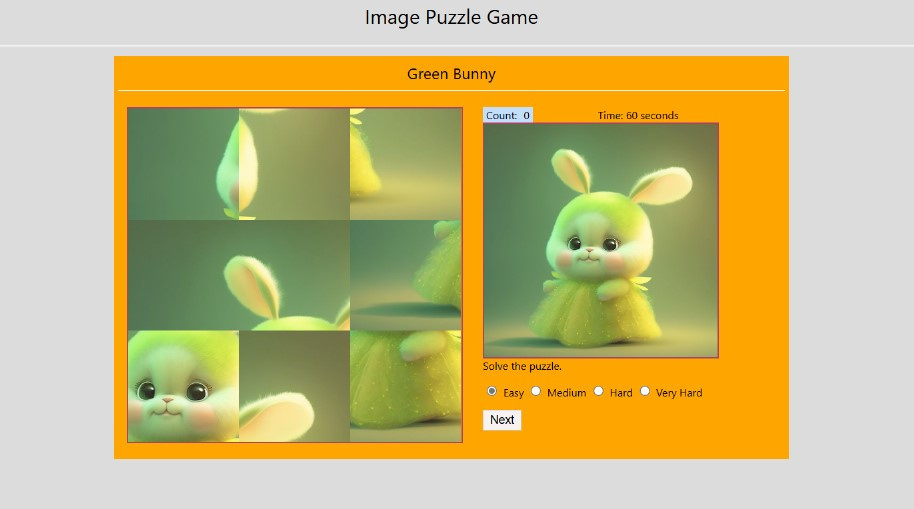 Image Puzzle Game
Green Bunny
Count: 0 Time: 60 seconds
Solve the puzzle.
Easy Medium Hard Very Hard
Next